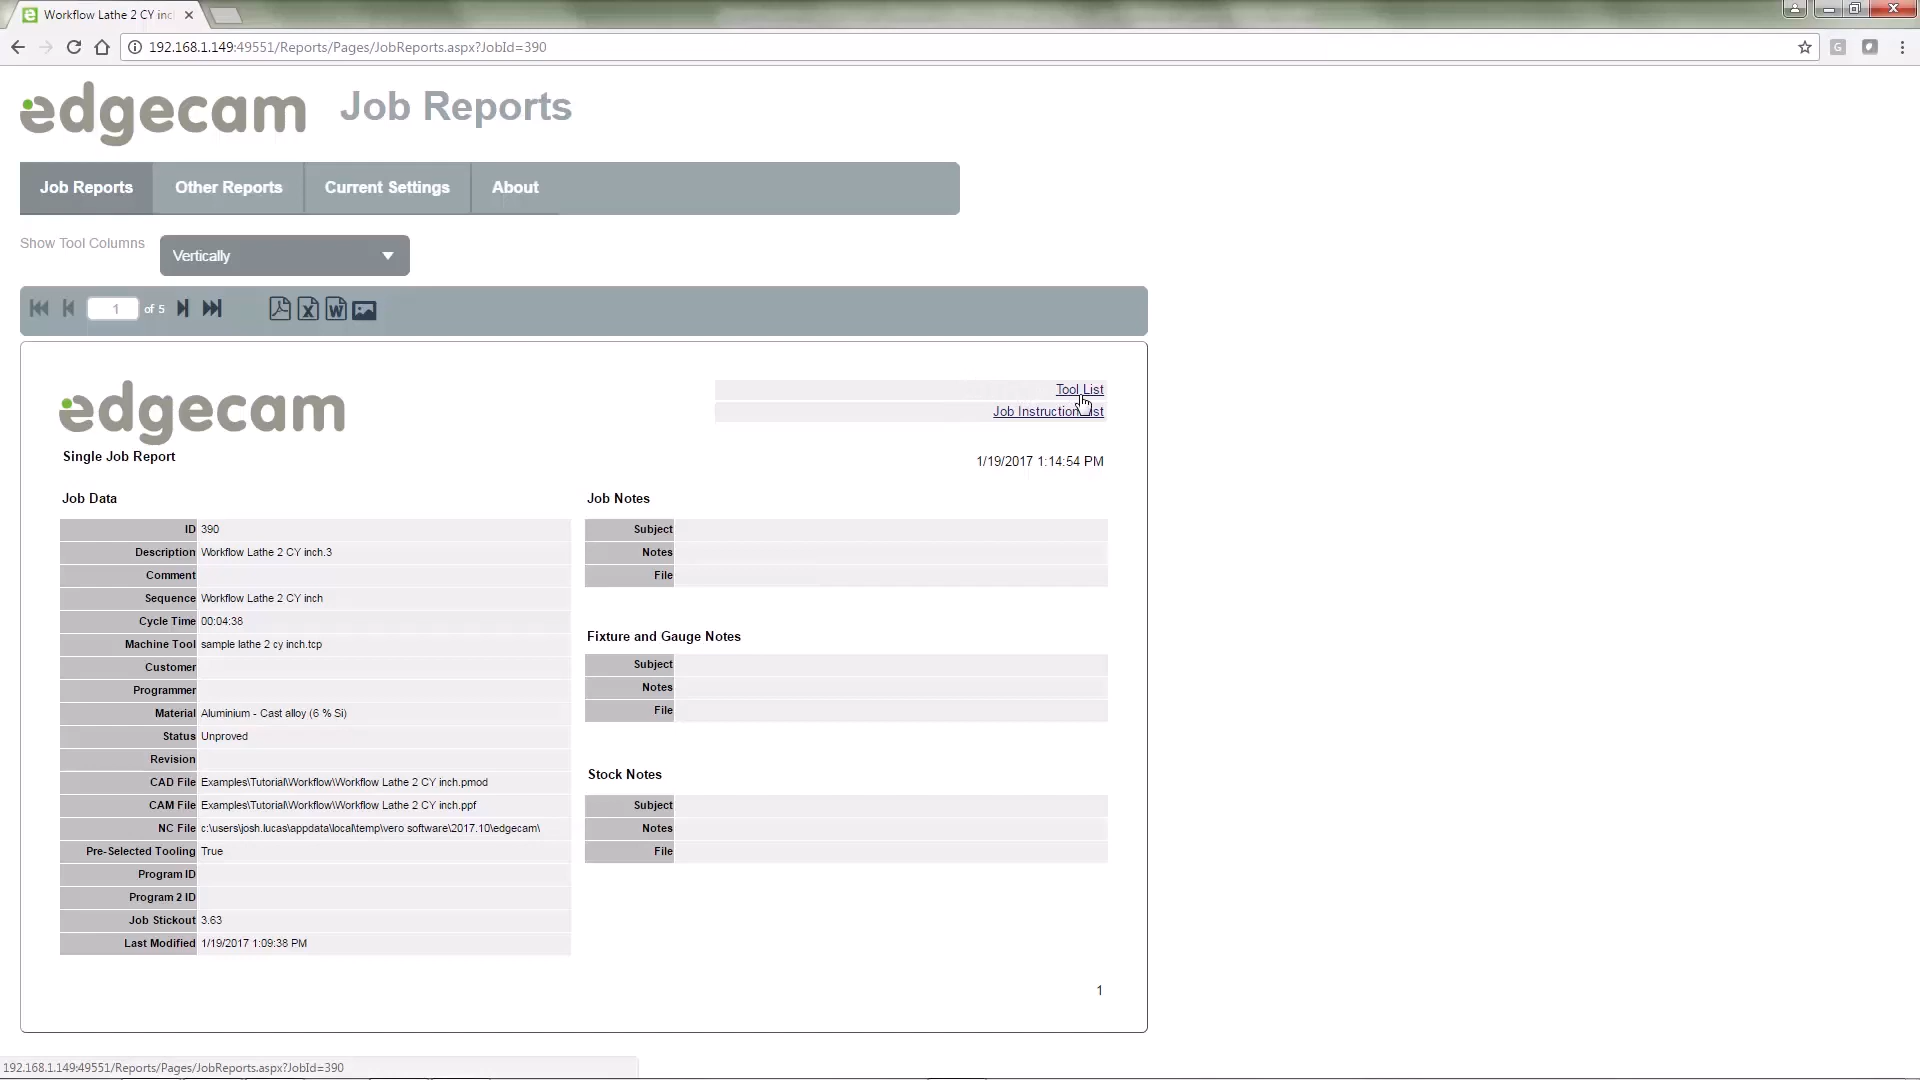 Workflow Lathe 2 CY inc
192.168.1.149:49551/Reports/Pages/JobReports.aspx?JobId=390
edgecam Job Reports
Job Reports Other Reports Current Settings About
Show Tool Columns Vertically
1 of 5
edgecam
Tool List
Job Instruction List
Single Job Report
1/19/2017 1:14:54 PM
Job Data
ID 390
Description Workflow Lathe 2 CY inch.3
Comment
Sequence Workflow Lathe 2 CY inch
Cycle Time 00:04:38
Machine Tool sample lathe 2 cy inch.tcp
Customer
Programmer
Material Aluminium - Cast alloy (6 % Si)
Status Unproved
Revision
CAD File Examples\Tutorial\Workflow\Workflow Lathe 2 CY inch.pmod
CAM File Examples\Tutorial\Workflow\Workflow Lathe 2 CY inch.ppf
NC File c:\users\josh.lucas\appdata\local\temp\vero software\2017.10\edgecam\
Pre-Selected Tooling True
Program ID
Program 2 ID
Job Stickout 3.63
Last Modified 1/19/2017 1:09:38 PM
Job Notes
Subject
Notes
File
Fixture and Gauge Notes
Subject
Notes
File
Stock Notes
Subject
Notes
File
1
192.168.1.149:49551/Reports/Pages/JobReports.aspx?JobId=390